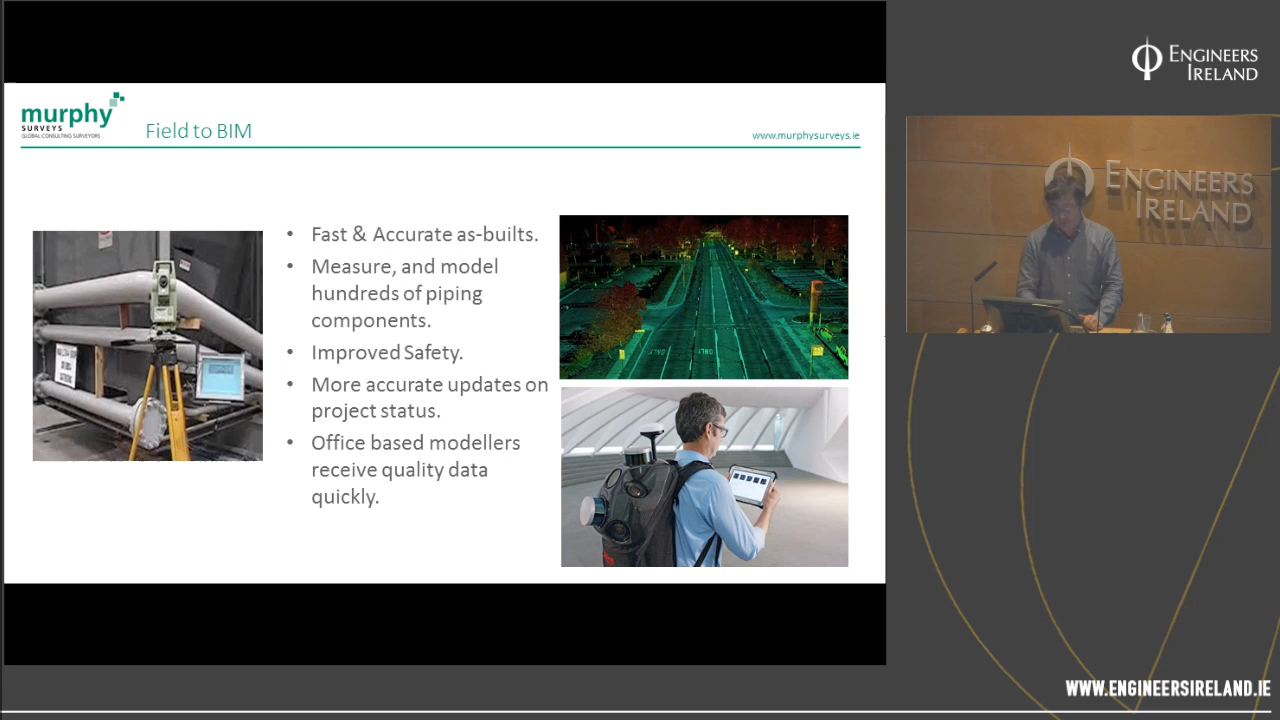 murphy
SURVEYS
GLOBAL CONSULTING SURVEYORS
Field to BIM
www.murphysurveys.ie
• Fast & Accurate as-builts.
• Measure, and model
hundreds of piping
components.
• Improved Safety.
• More accurate updates on
project status.
• Office based modellers
receive quality data
quickly.
ONLY
ONLY
ENGINEERS
IRELAND
ENGINEERS
IRELAND
WWW.ENGINEERSIRELAND.IE